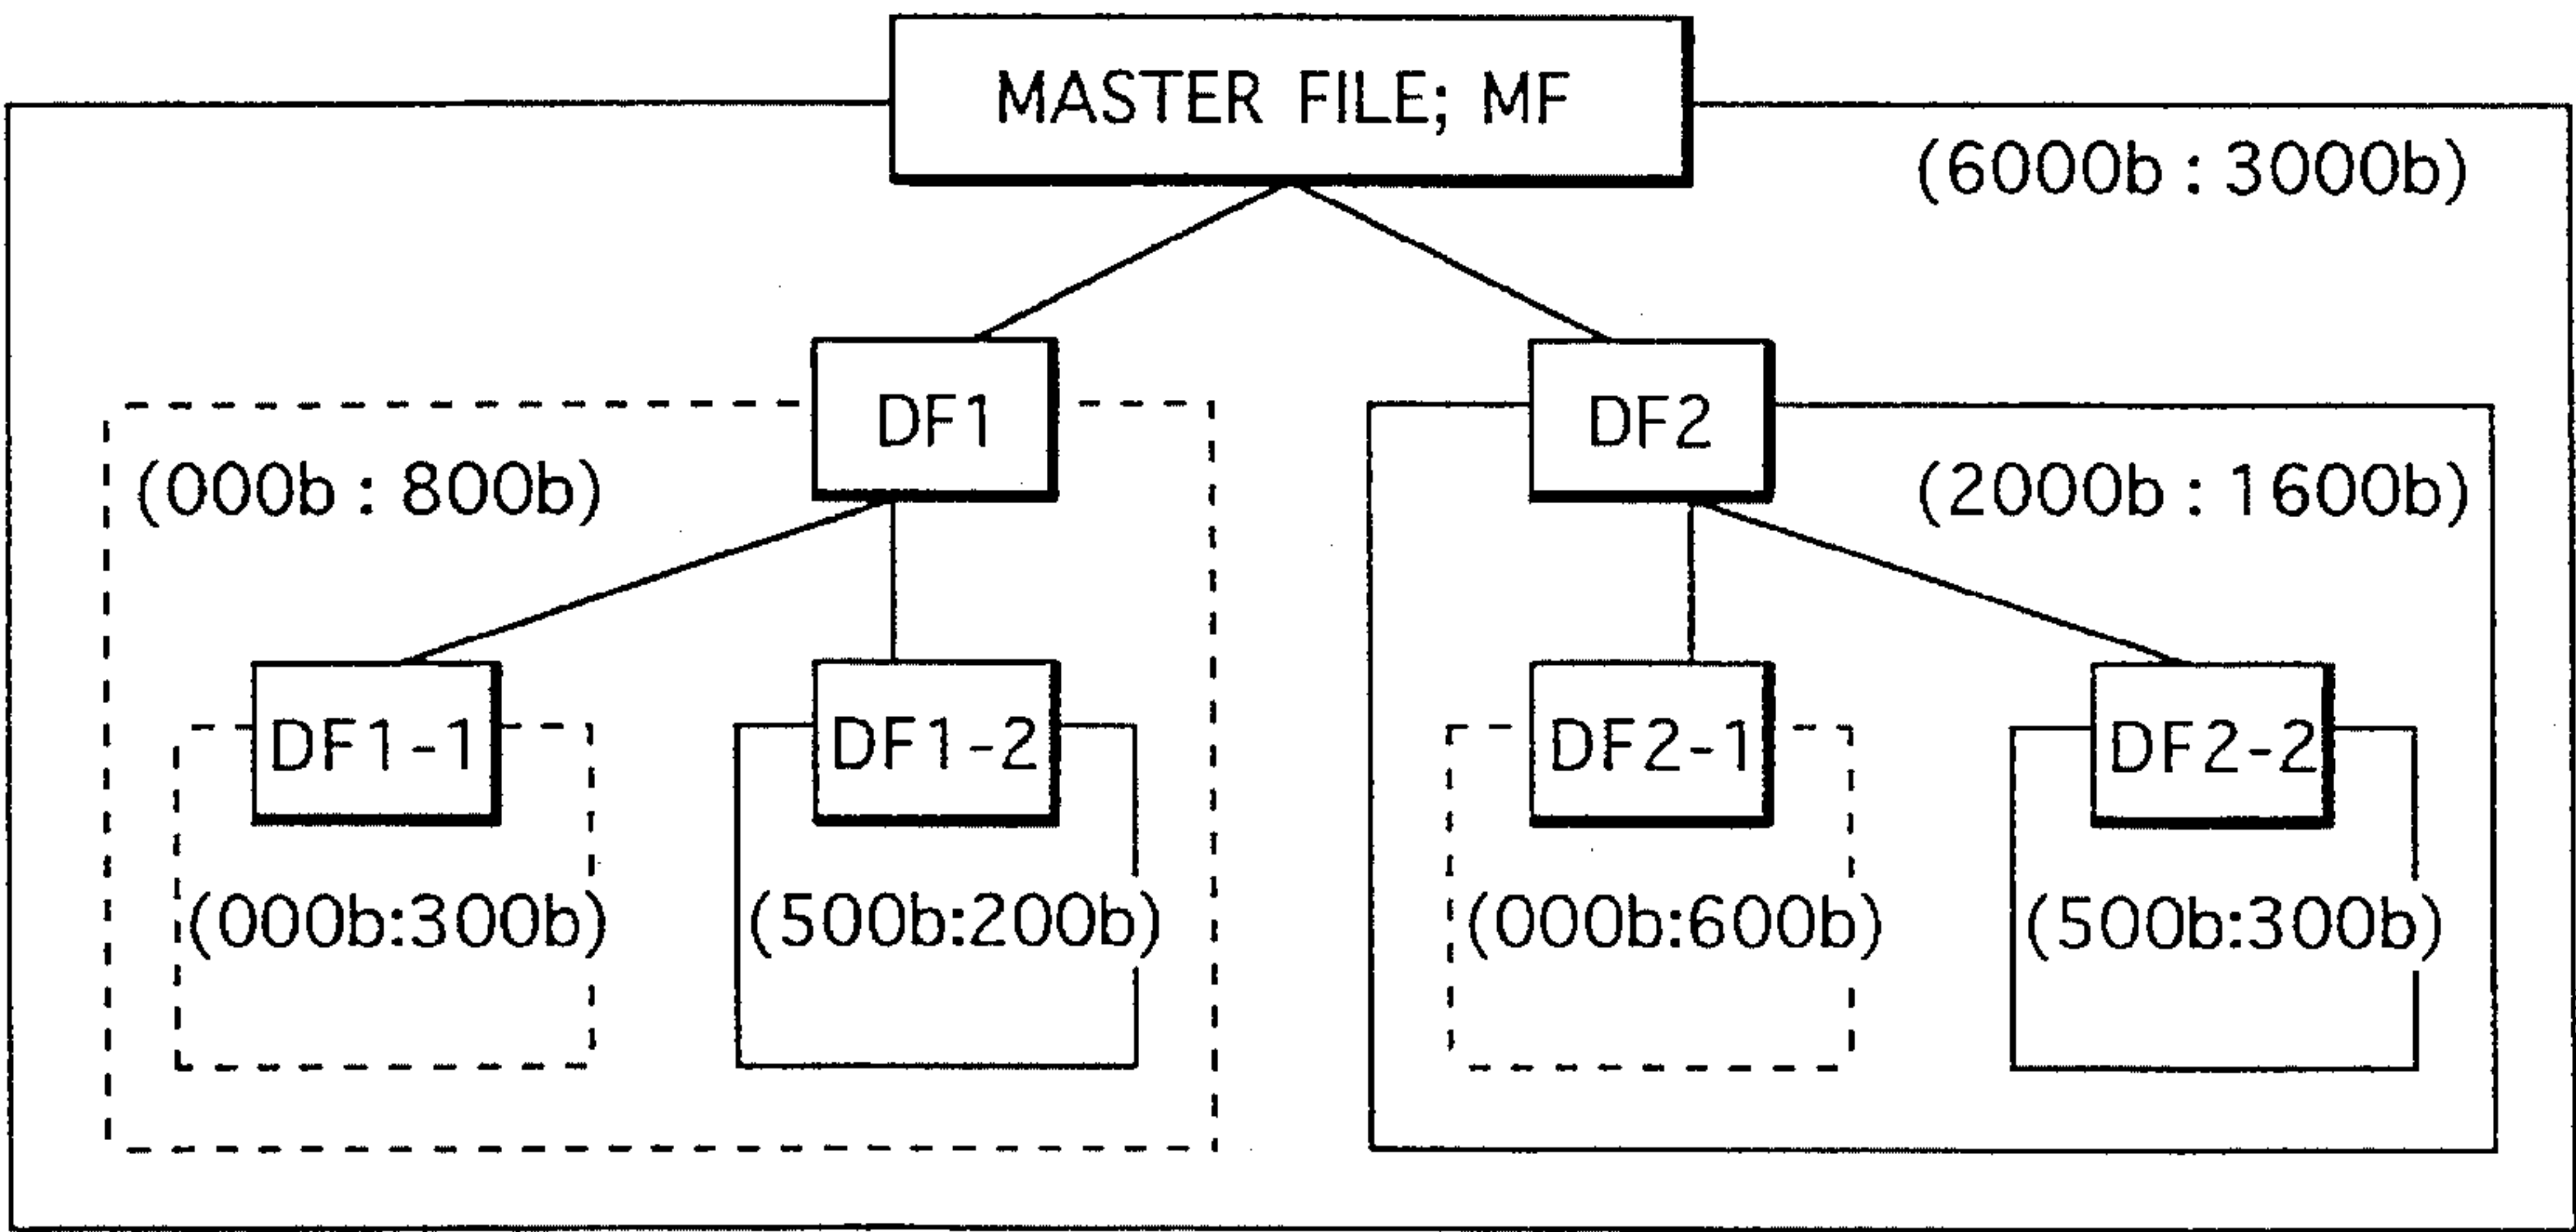 MASTER FILE; MF
(6000b : 3000b)
DF1
DF2
(000b : 800b)
(2000b : 1600b)
DF1-1
DF1-2
DF2-1
DF2-2
(000b:300b)
(500b:200b)
(000b:600b)
(500b:300b)